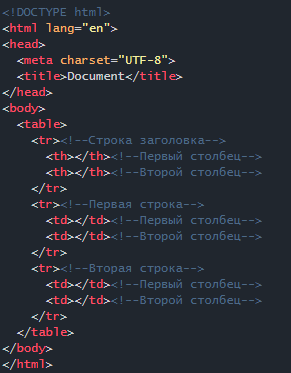 <!DOCTYPE html>
<html lang="en">
<head>
  <meta charset="UTF-8">
  <title>Document</title>
</head>
<body>
  <table>
    <tr><!--Строка заголовка-->
      <th></th><!--Первый столбец-->
      <th></th><!--Второй столбец-->
    </tr>
    <tr><!--Первая строка-->
      <td></td><!--Первый столбец-->
      <td></td><!--Второй столбец-->
    </tr>
    <tr><!--Вторая строка-->
      <td></td><!--Первый столбец-->
      <td></td><!--Второй столбец-->
    </tr>
  </table>
</body>
</html>